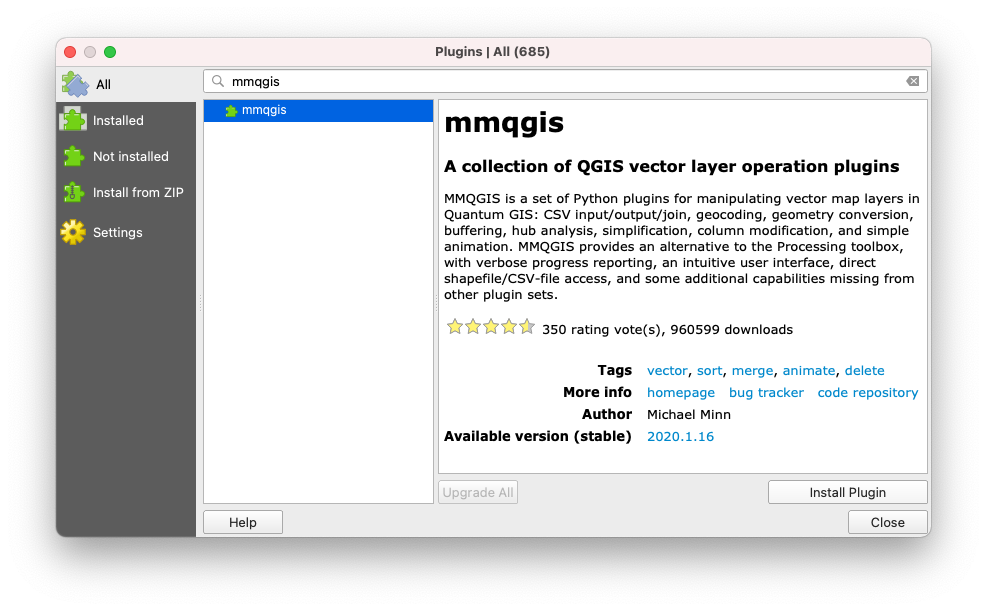 Plugins | All (685)
All
Installed
Not installed
Install from ZIP
Settings
mmqgis
mmqgis
mmqgis
A collection of QGIS vector layer operation plugins
MMQGIS is a set of Python plugins for manipulating vector map layers in
Quantum GIS: CSV input/output/join, geocoding, geometry conversion,
buffering, hub analysis, simplification, column modification, and simple
animation. MMQGIS provides an alternative to the Processing toolbox,
with verbose progress reporting, an intuitive user interface, direct
shapefile/CSV-file access, and some additional capabilities missing from
other plugin sets.
350 rating vote(s), 960599 downloads
Tags vector, sort, merge, animate, delete
More info homepage bug tracker code repository
Author Michael Minn
Available version (stable) 2020.1.16
Upgrade All
Install Plugin
Help
Close